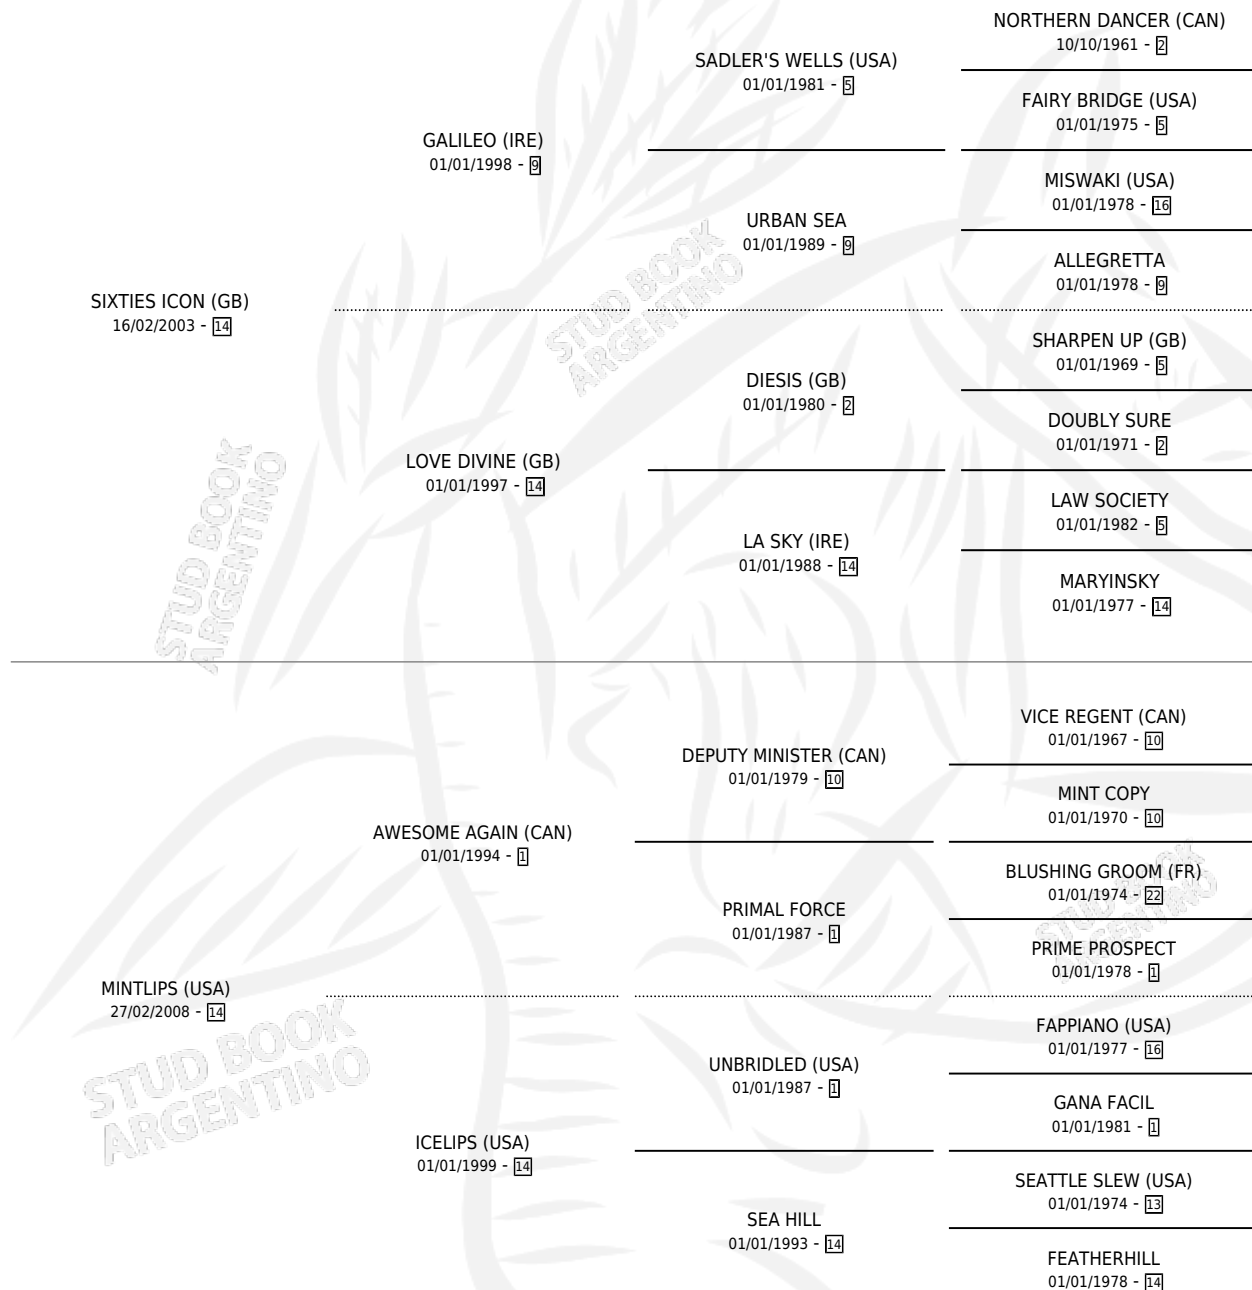 NORTHERN DANCER (CAN)
10/10/1961 - 2
SADLER'S WELLS (USA)
01/01/1981 - 5
FAIRY BRIDGE (USA)
01/01/1975 - 5
GALILEO (IRE)
01/01/1998 - 9
MISWAKI (USA)
01/01/1978 - 16
URBAN SEA
01/01/1989 - 9
ALLEGRETTA
01/01/1978 - 9
SIXTIES ICON (GB)
16/02/2003 - 14
SHARPEN UP (GB)
01/01/1969 - 5
DIESIS (GB)
01/01/1980 - 2
DOUBLY SURE
01/01/1971 - 2
LOVE DIVINE (GB)
01/01/1997 - 14
LAW SOCIETY
01/01/1982 - 5
LA SKY (IRE)
01/01/1988 - 14
MARYINSKY
01/01/1977 - 14
VICE REGENT (CAN)
01/01/1967 - 10
DEPUTY MINISTER (CAN)
01/01/1979 - 10
MINT COPY
01/01/1970 - 10
AWESOME AGAIN (CAN)
01/01/1994 - 1
BLUSHING GROOM (FR)
01/01/1974 - 22
PRIMAL FORCE
01/01/1987 - 1
PRIME PROSPECT
01/01/1978 - 1
MINTLIPS (USA)
27/02/2008 - 14
FAPPIANO (USA)
01/01/1977 - 16
UNBRIDLED (USA)
01/01/1987 - 1
GANA FACIL
01/01/1981 - 1
ICELIPS (USA)
01/01/1999 - 14
SEATTLE SLEW (USA)
01/01/1974 - 13
SEA HILL
01/01/1993 - 14
FEATHERHILL
01/01/1978 - 14
STUD BOOK
ARGENTINO
STUD BOOK
ARGENTINO
STUD BOOK
ARGENTINO
STUD BOOK
ARGENTINO